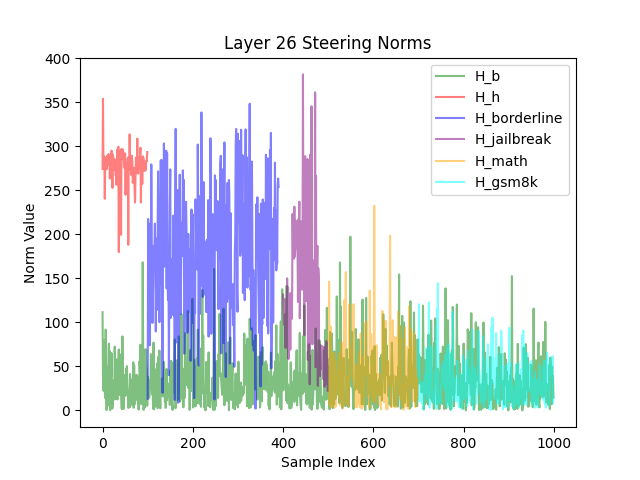 Layer 26 Steering Norms
400
350
300
250
200
150
100
50
0
Norm Value
H_b
H_h
H_borderline
H_jailbreak
H_math
H_gsm8k
0
200
400
600
800
1000
Sample Index